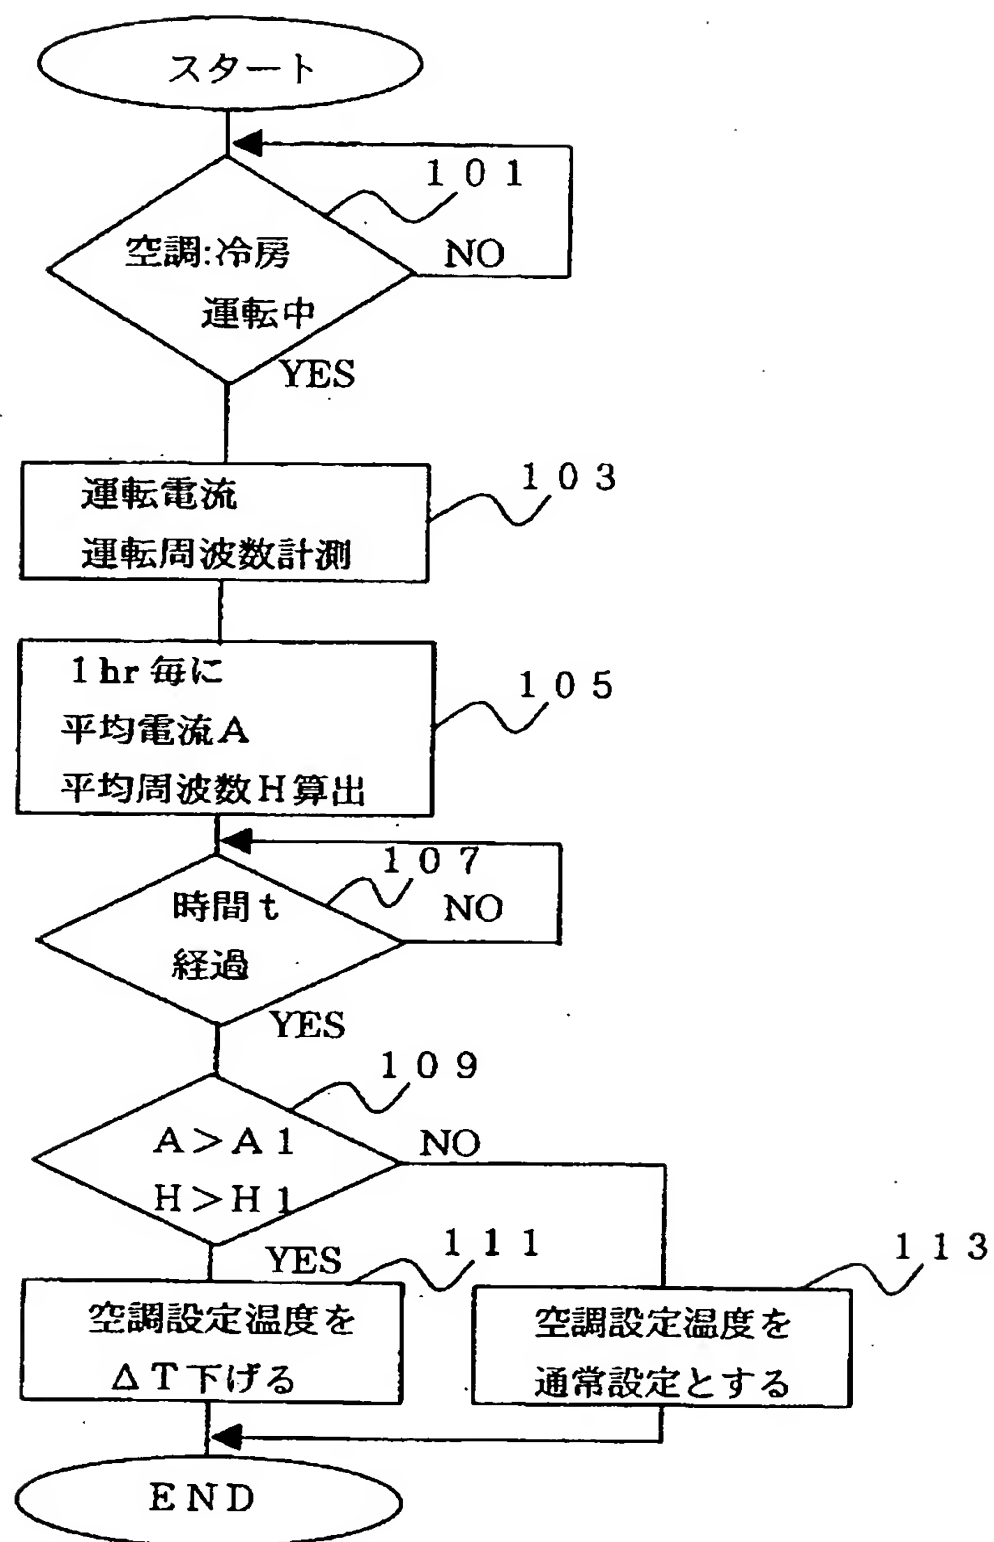 スタート
101
空調:冷房
NO
運転中
YES
103
運転電流
運転周波数計測
105
1hr毎に
平均電流A
平均周波数H算出
107
時間t
NO
経過
YES
109
A>A1
NO
H>H1
YES
111
113
空調設定温度を
ΔT下げる
空調設定温度を
通常設定とする
END